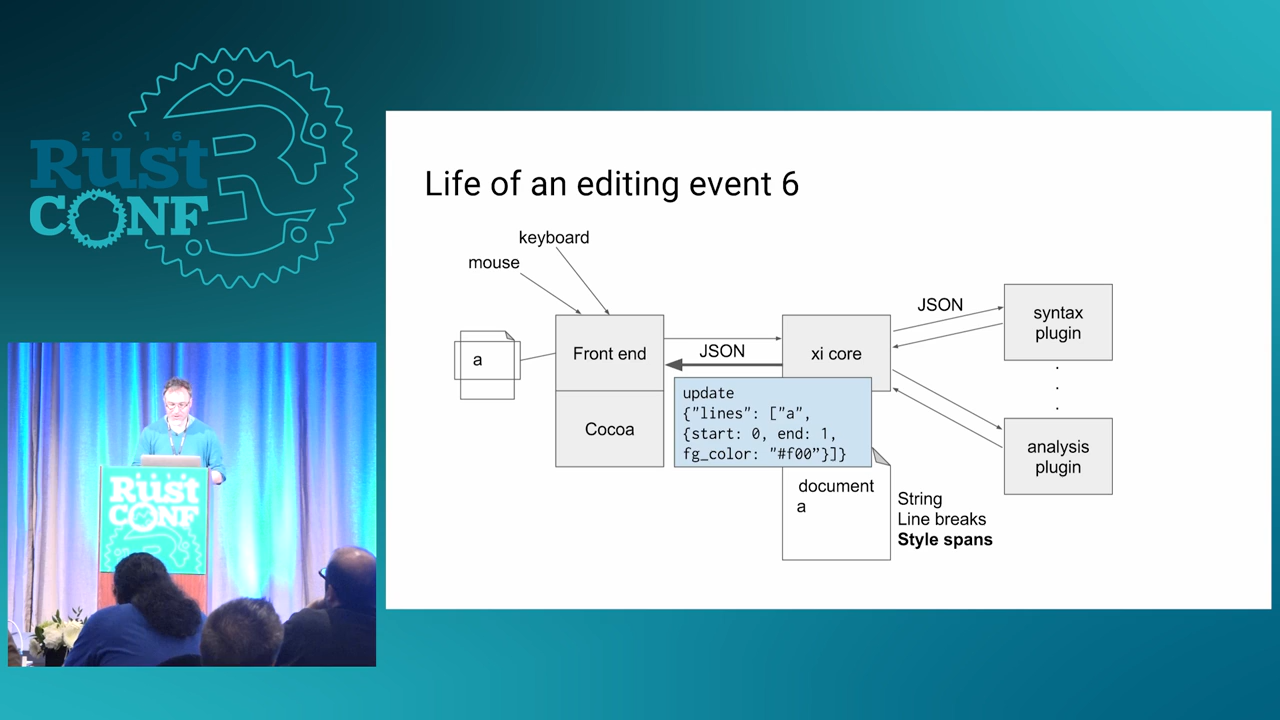 2016
Rust
CONF
Life of an editing event 6
keyboard
mouse
a
Front end
Cocoa
JSON
xi core
update
{"lines": ["a",
{start: 0, end: 1,
fg_color: "#f00”}]}
document
a
String
Line breaks
Style spans
JSON
syntax
plugin
.
.
.
analysis
plugin
RUST
CONF